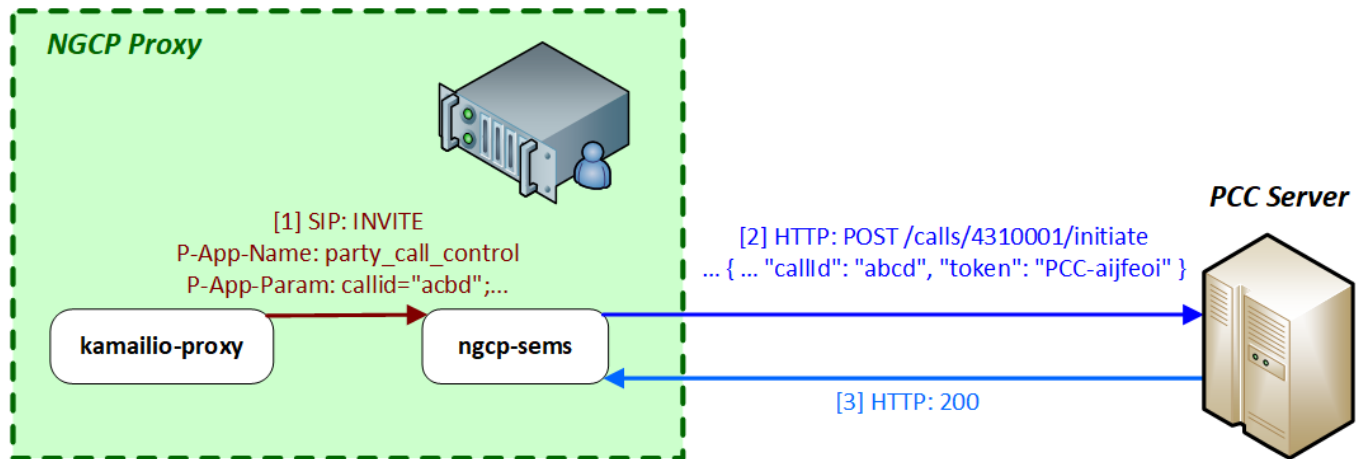 NGCP Proxy
[1] SIP: INVITE
P-App-Name: party_call_control
P-App-Param: callid="acbd";...
kamailio-proxy
ngcp-sems
[2] HTTP: POST /calls/4310001/initiate
... { ... "callId": "abcd", "token": "PCC-aijfeoi" }
[3] HTTP: 200
PCC Server